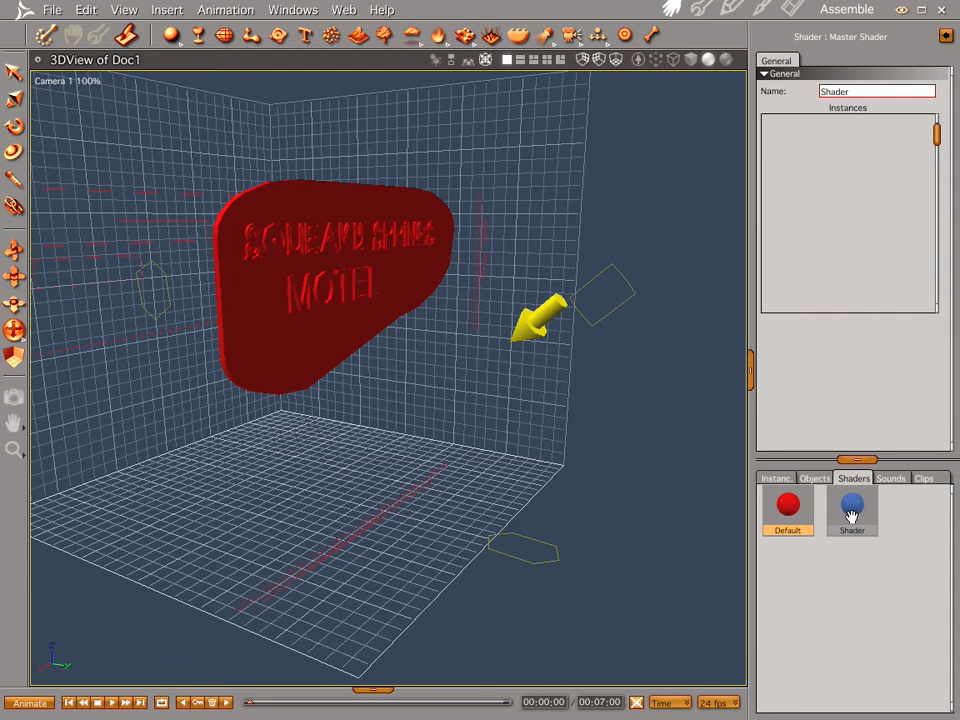 File Edit View Insert Animation Windows Web Help Assemble
3DView of Doc1
Camera 1 100%
MOTEL
Z
Y
Shader : Master Shader
General
General
Name: Shader
Instances
Instanc. Objects Shaders Sounds Clips
Default Shader
Animate 00:00:00 / 00:07:00 Time 24 fps